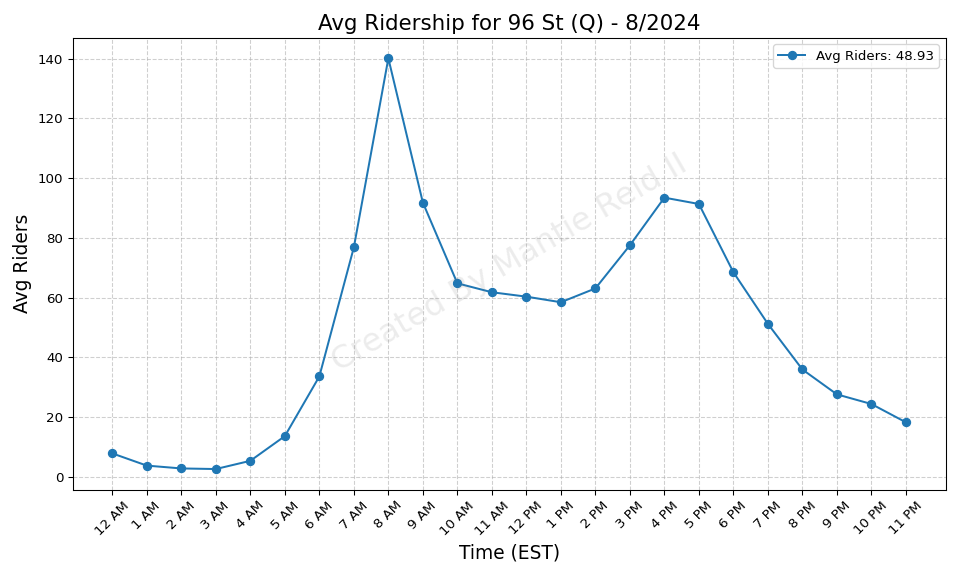 Avg Ridership for 96 St (Q) - 8/2024
Avg Riders: 48.93
Avg Riders
140
120
100
80
60
40
20
0
Created By Mantie Reid II
12 AM
1 AM
2 AM
3 AM
4 AM
5 AM
6 AM
7 AM
8 AM
9 AM
10 AM
11 AM
12 PM
1 PM
2 PM
3 PM
4 PM
5 PM
6 PM
7 PM
8 PM
9 PM
10 PM
11 PM
Time (EST)